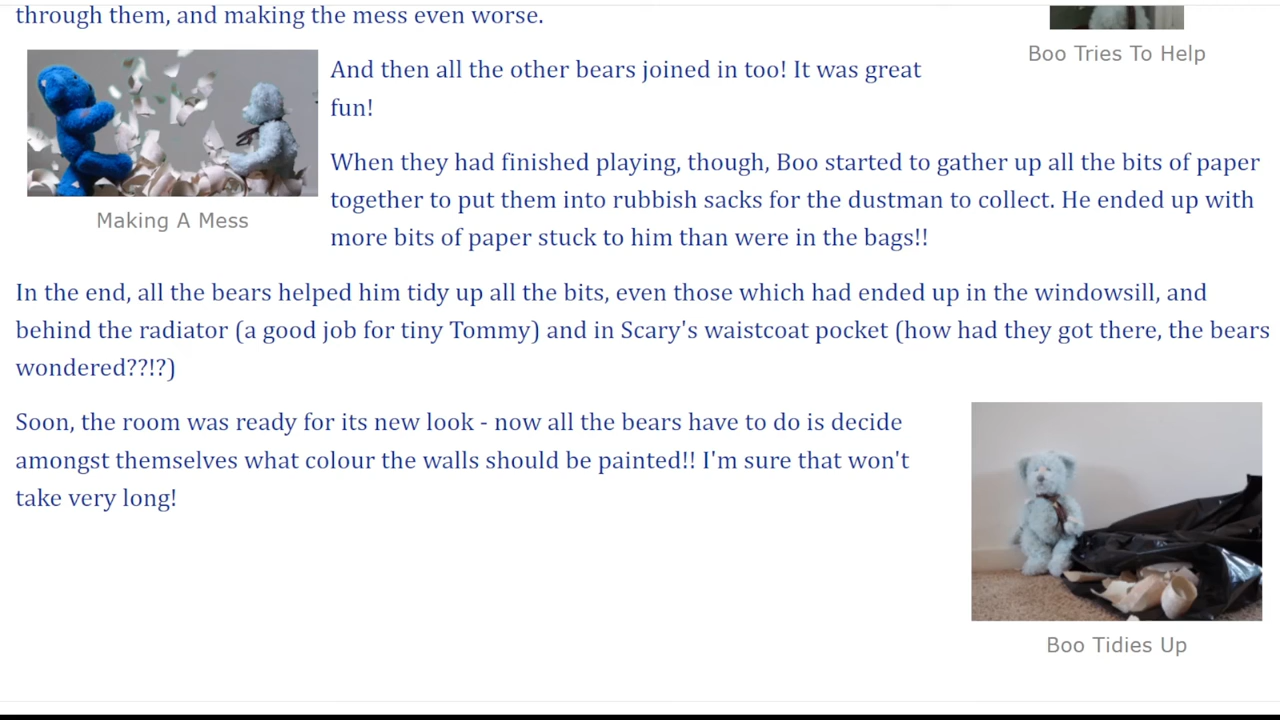 through them, and making the mess even worse.
Boo Tries To Help
And then all the other bears joined in too! It was great
fun!
When they had finished playing, though, Boo started to gather up all the bits of paper
together to put them into rubbish sacks for the dustman to collect. He ended up with
more bits of paper stuck to him than were in the bags!!
Making A Mess
In the end, all the bears helped him tidy up all the bits, even those which had ended up in the windowsill, and
behind the radiator (a good job for tiny Tommy) and in Scary's waistcoat pocket (how had they got there, the bears
wondered??!?)
Soon, the room was ready for its new look - now all the bears have to do is decide
amongst themselves what colour the walls should be painted!! I'm sure that won't
take very long!
Boo Tidies Up